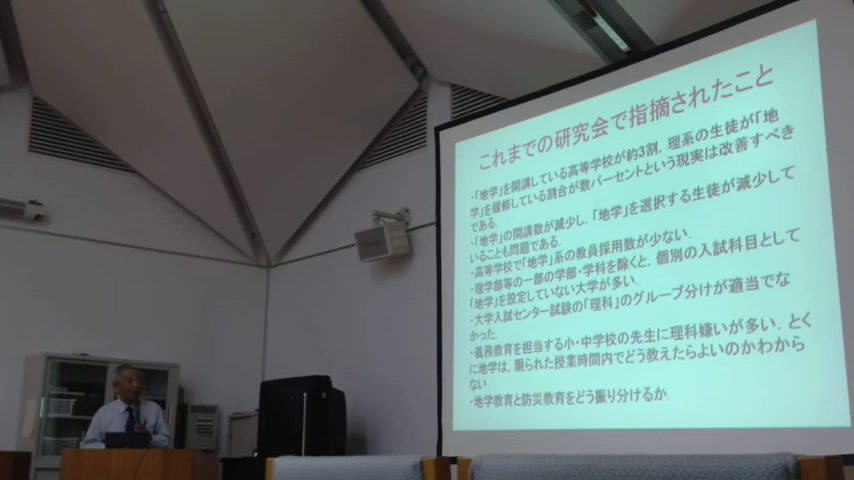 これまでの研究会で指摘されたこと
・「地学」を開講している高等学校が約3割，理系の生徒が「地
学」を履修している割合が数パーセントという現実は改善すべき
である．
・「地学」の開講数が減少し，「地学」を選択する生徒が減少して
いることも問題である．
・高等学校で「地学」系の教員採用数が少ない．
・理学部等の一部の学部・学科を除くと，個別の入試科目として
「地学」を設定していない大学が多い．
・大学入試センター試験の「理科」のグループ分けが適当でな
かった．
・義務教育を担当する小・中学校の先生に理科嫌いが多い．とく
に地学は，限られた授業時間内でどう教えたらよいのかわから
ない
・地学教育と防災教育をどう振り分けるか